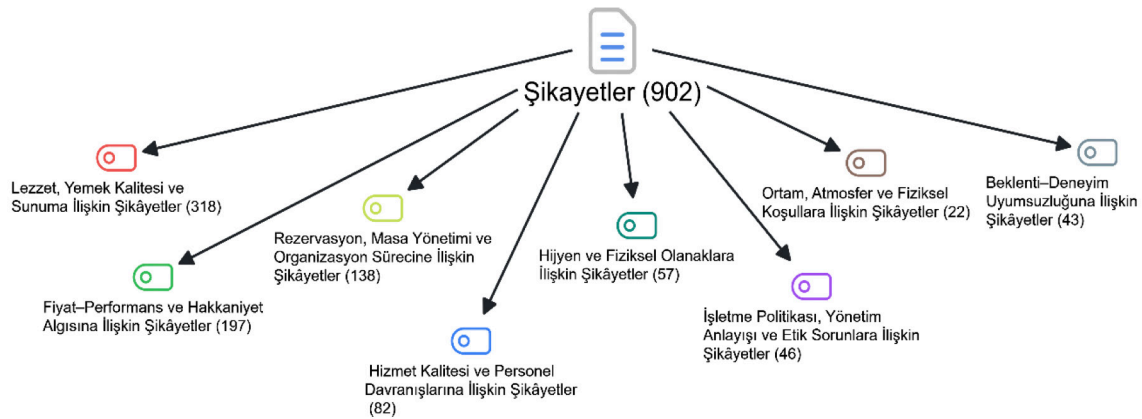 Şikayetler (902)
Lezzet, Yemek Kalitesi ve
Sunuma İlişkin Şikâyetler (318)
Fiyat–Performans ve Hakkaniyet
Algısına İlişkin Şikâyetler (197)
Rezervasyon, Masa Yönetimi ve
Organizasyon Sürecine İlişkin
Şikâyetler (138)
Hizmet Kalitesi ve Personel
Davranışlarına İlişkin Şikâyetler
(82)
Hijyen ve Fiziksel Olanaklara
İlişkin Şikâyetler (57)
İşletme Politikası, Yönetim
Anlayışı ve Etik Sorunlara İlişkin
Şikâyetler (46)
Ortam, Atmosfer ve Fiziksel
Koşullara İlişkin Şikâyetler (22)
Beklenti–Deneyim
Uyumsuzluğuna İlişkin
Şikâyetler (43)